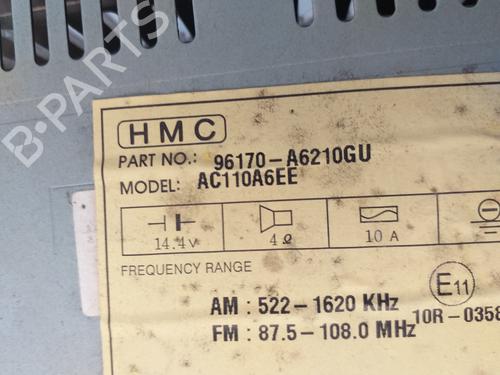 B-PARTS
HMC
PART NO.: 96170-A6210GU
MODEL: AC110A6EE
14.4V 4Ω 10 A
FREQUENCY RANGE
E11
AM : 522-1620 KHz
10R-0358
FM : 87.5-108.0 MHz